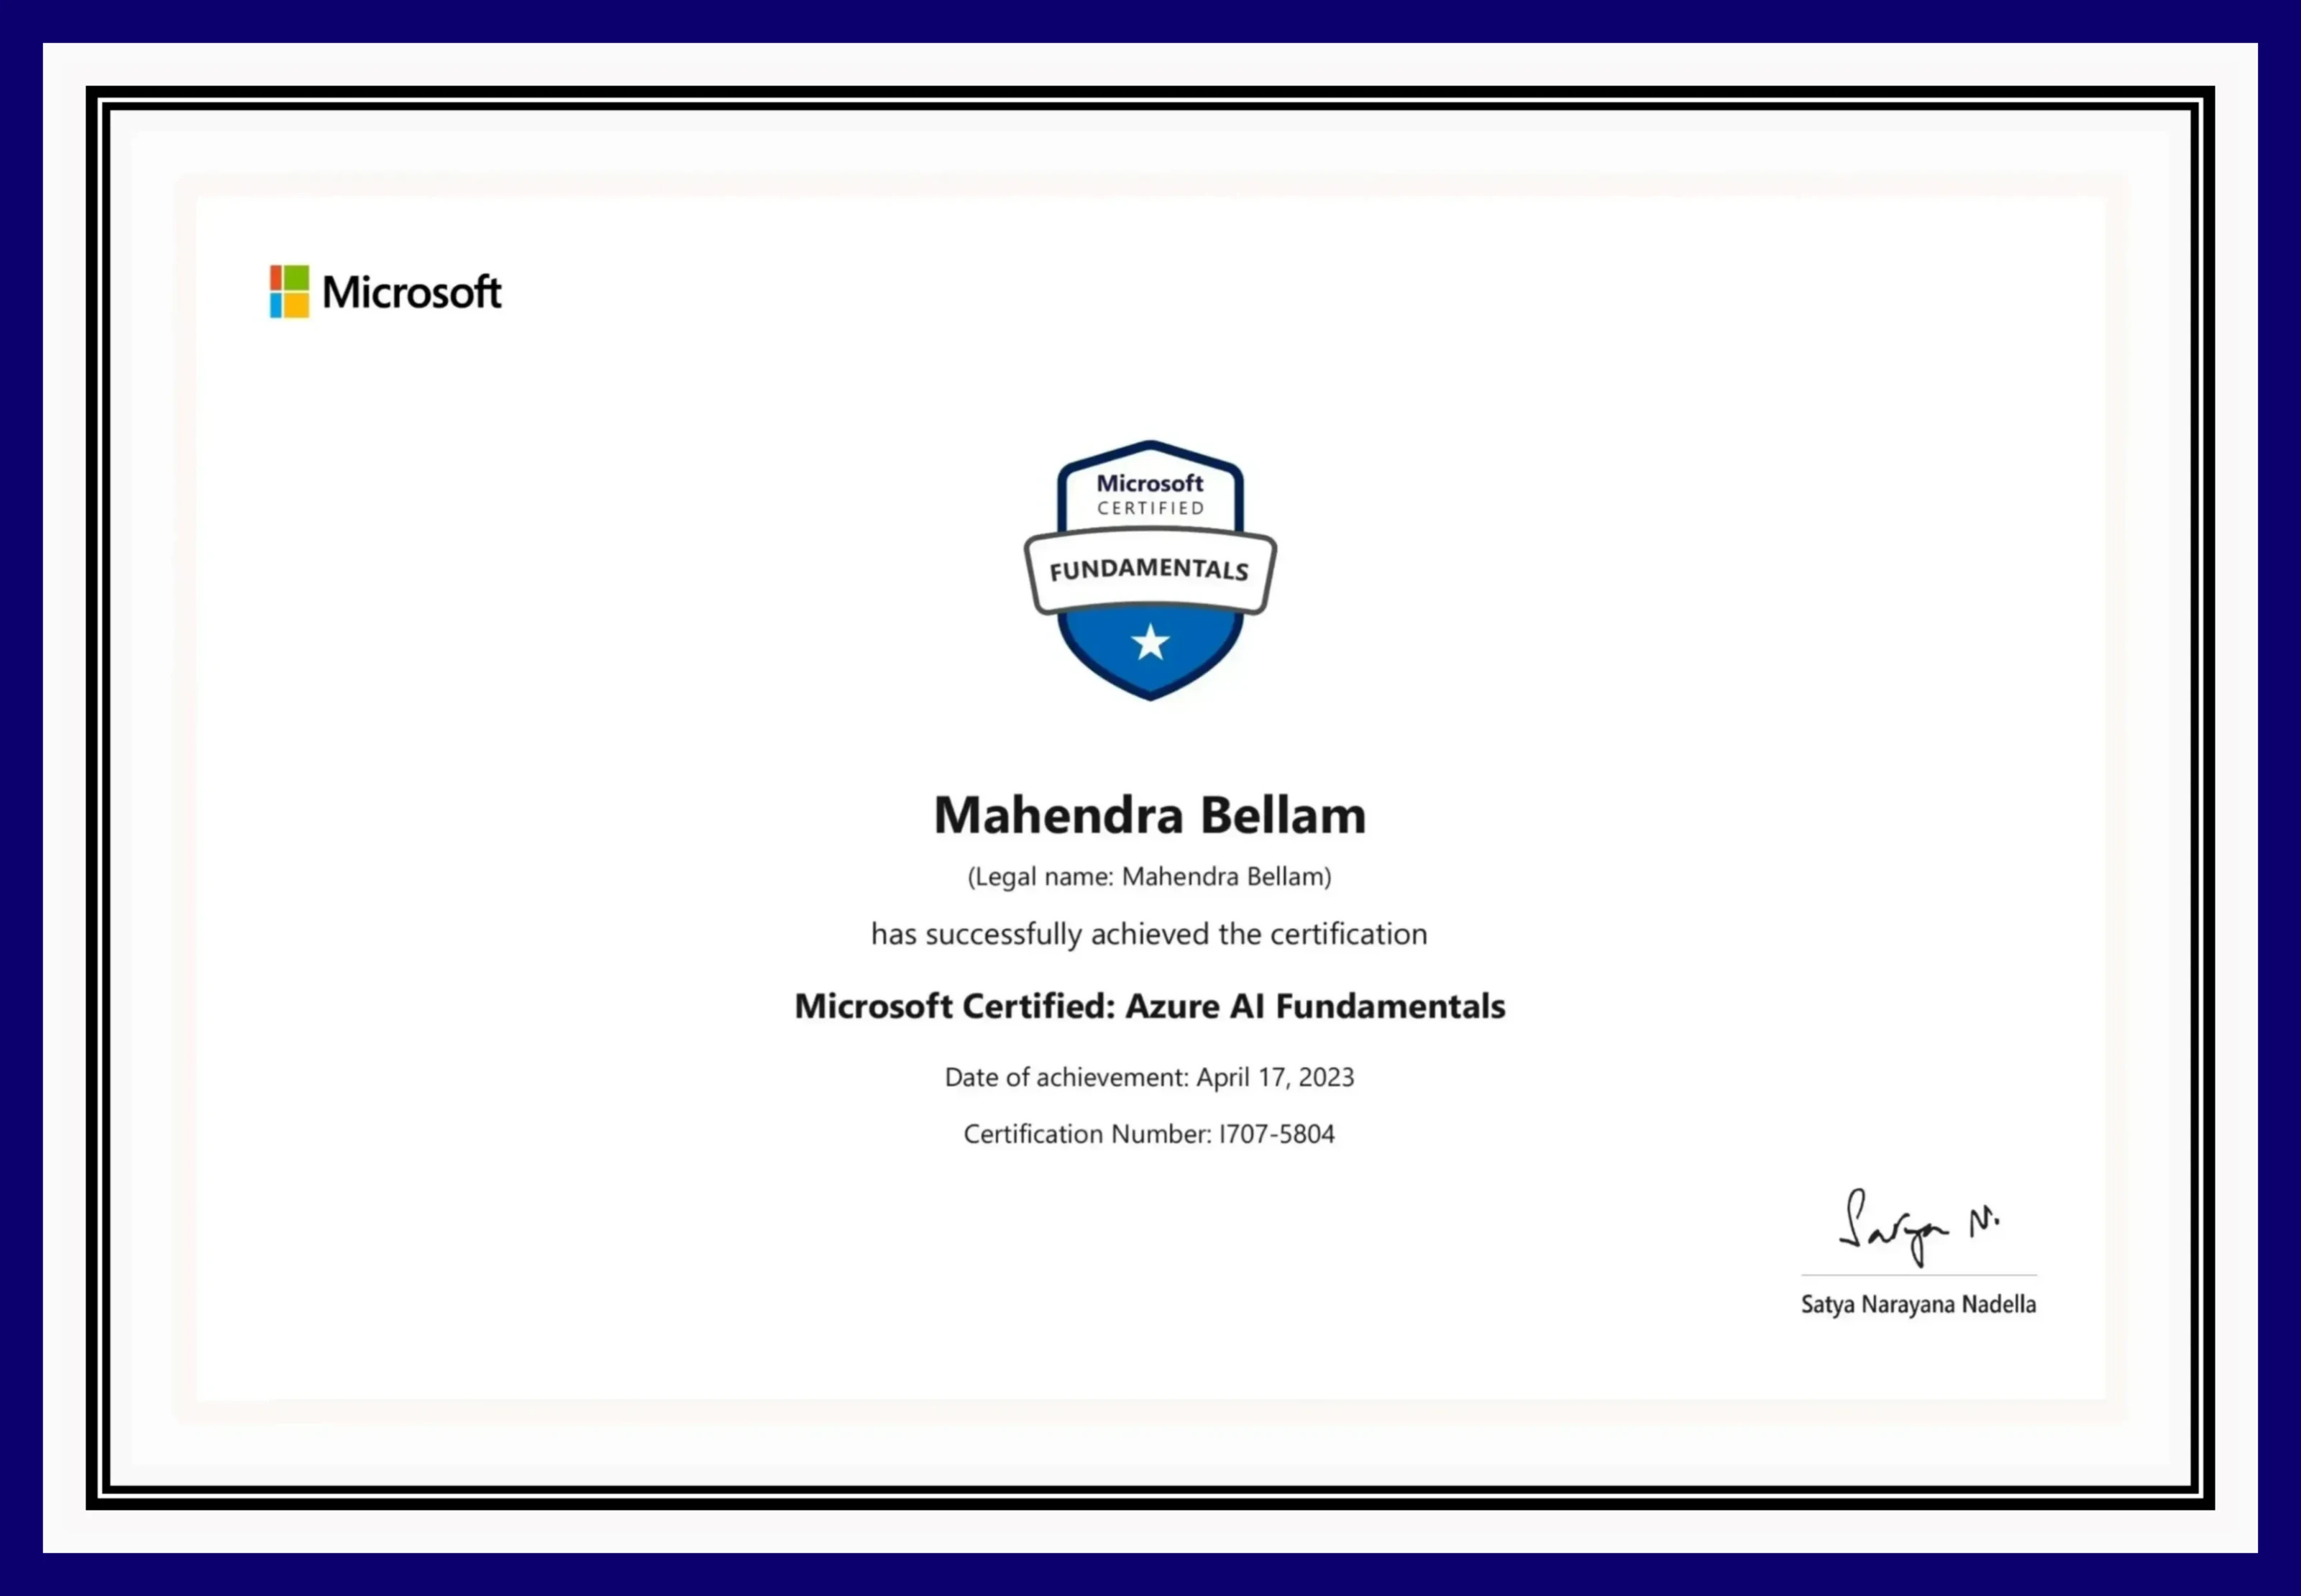 Microsoft
Microsoft
CERTIFIED
FUNDAMENTALS
Mahendra Bellam
(Legal name: Mahendra Bellam)
has successfully achieved the certification
Microsoft Certified: Azure AI Fundamentals
Date of achievement: April 17, 2023
Certification Number: I707-5804
Satya N.
Satya Narayana Nadella